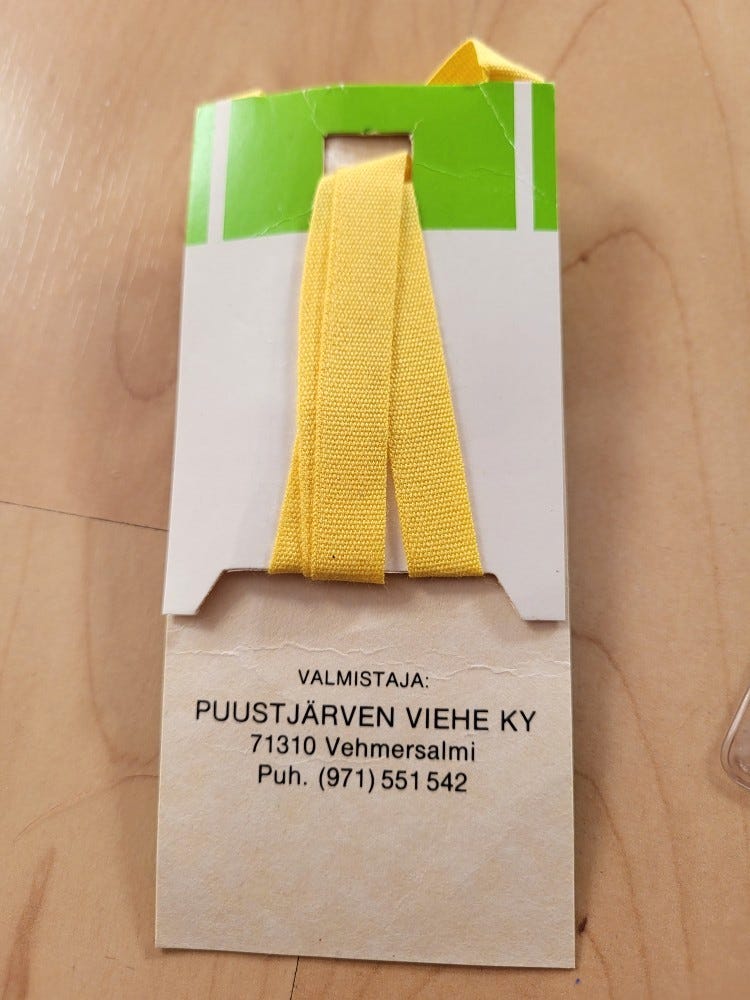 VALMISTAJA:
PUUSTJÄRVEN VIEHE KY
71310 Vehmersalmi
Puh. (971) 551 542